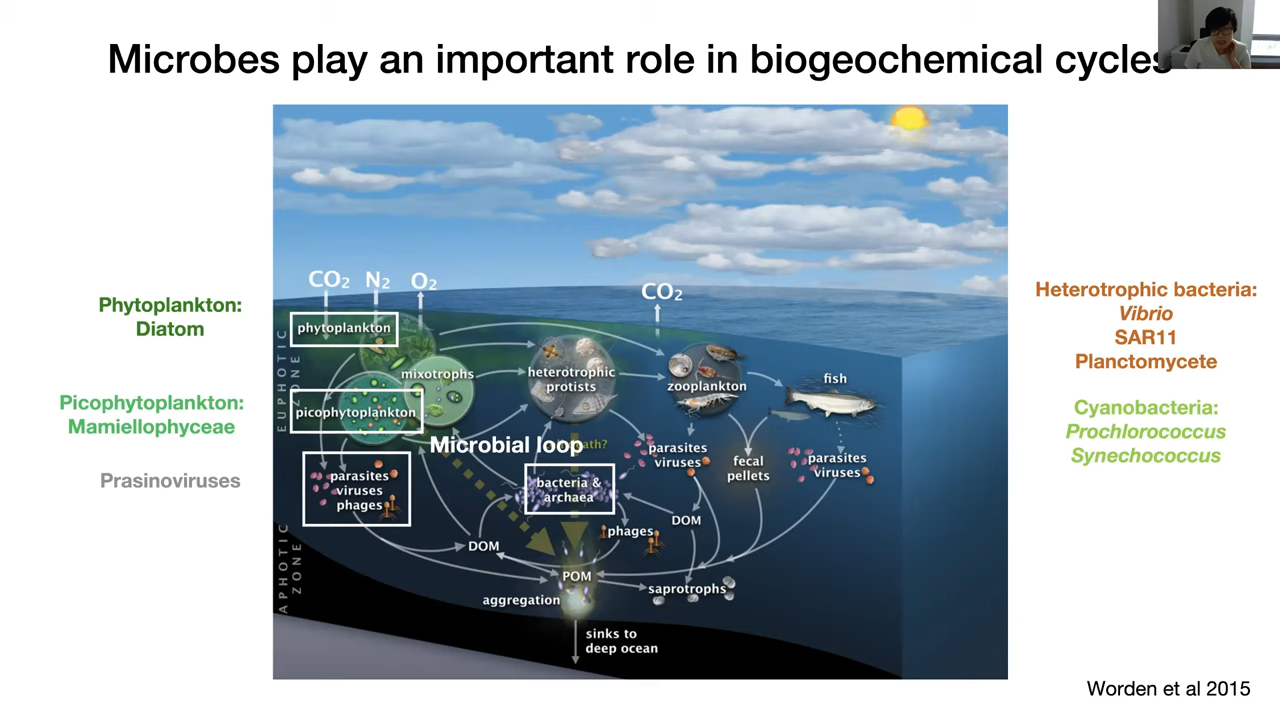 Microbes play an important role in biogeochemical cycles
CO₂ N₂ O₂
CO₂
Phytoplankton:
Diatom
Picophytoplankton:
Mamiellophyceae
Prasinoviruses
EUPHOTIC
ZONE
APHOTIC
ZONE
phytoplankton
mixotrophs
picophytoplankton
heterotrophic
protists
zooplankton
fish
Microbial loop
parasites
viruses
phages
bacteria &
archaea
parasites
viruses
fecal
pellets
parasites
viruses
DOM
DOM
phages
POM
aggregation
saprotrophs
sinks to
deep ocean
Heterotrophic bacteria:
Vibrio
SAR11
Planctomycete
Cyanobacteria:
Prochlorococcus
Synechococcus
Worden et al 2015